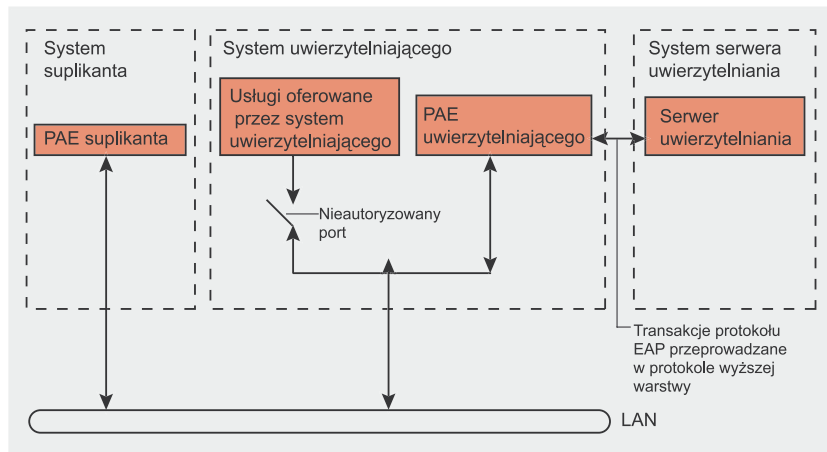 System
suplikanta
PAE suplikanta
System uwierzytelniającego
Usługi oferowane
przez system
uwierzytelniającego
PAE
uwierzytelniającego
Nieautoryzowany
port
System serwera
uwierzytelniania
Serwer
uwierzytelniania
Transakcje protokołu
EAP przeprowadzane
w protokole wyższej
warstwy
LAN